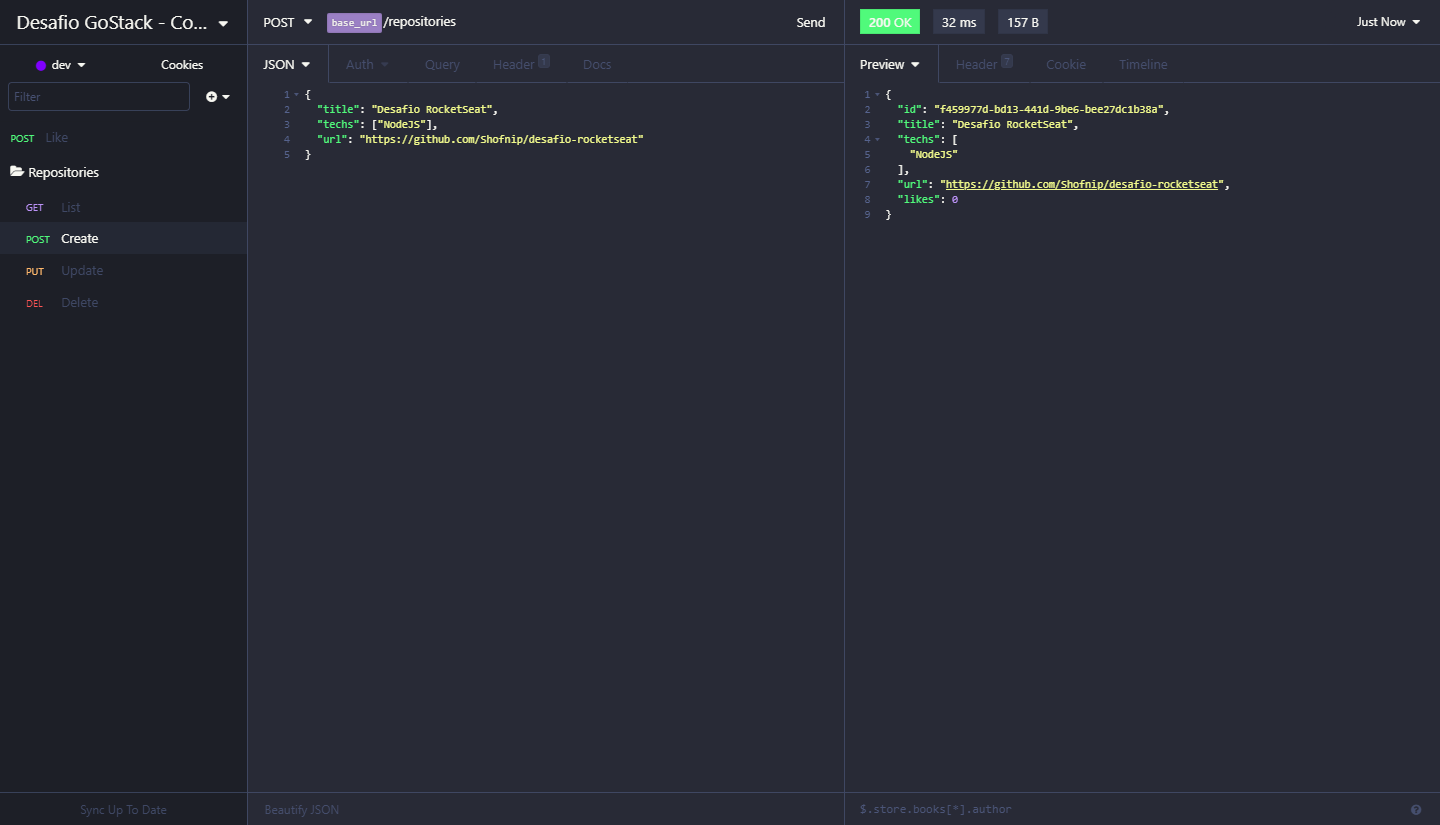 Desafio GoStack - Co...
dev
Cookies
Filter
POST Like
Repositories
GET List
POST Create
PUT Update
DEL Delete
Sync Up To Date
POST base_url/repositories Send
JSON Auth Query Header 1 Docs
1 {
2 "title": "Desafio RocketSeat",
3 "techs": ["NodeJS"],
4 "url": "https://github.com/Shofnip/desafio-rocketseat"
5 }
Beautify JSON
200 OK 32 ms 157 B Just Now
Preview Header 7 Cookie Timeline
1 {
2 "id": "f459977d-bd13-441d-9be6-bee27dc1b38a",
3 "title": "Desafio RocketSeat",
4 "techs": [
5 "NodeJS"
6 ],
7 "url": "https://github.com/Shofnip/desafio-rocketseat",
8 "likes": 0
9 }
$.store.books[*].author